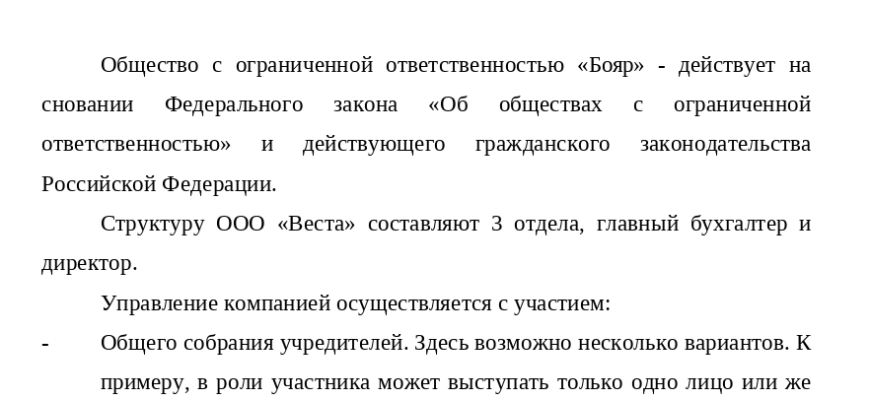 Общество с ограниченной ответственностью «Бояр» - действует на
сновании Федерального закона «Об обществах с ограниченной
ответственностью» и действующего гражданского законодательства
Российской Федерации.
Структуру ООО «Веста» составляют 3 отдела, главный бухгалтер и
директор.
Управление компанией осуществляется с участием:
- Общего собрания учредителей. Здесь возможно несколько вариантов. К
примеру, в роли участника может выступать только одно лицо или же